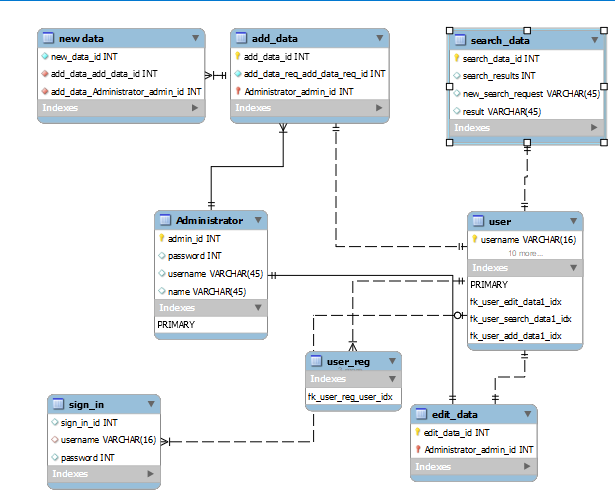 new data
new_data_id INT
add_data_add_data_id INT
add_data_Administrator_admin_id INT
Indexes
add_data
add_data_id INT
add_data_req_add_data_req_id INT
Administrator_admin_id INT
Indexes
search_data
search_data_id INT
search_results INT
new_search_request VARCHAR(45)
result VARCHAR(45)
Indexes
Administrator
admin_id INT
password INT
username VARCHAR(45)
name VARCHAR(45)
Indexes
PRIMARY
user
username VARCHAR(16)
10 more...
Indexes
PRIMARY
fk_user_edit_data1_idx
fk_user_search_data1_idx
fk_user_add_data1_idx
user_reg
Indexes
fk_user_reg_user_idx
sign_in
sign_in_id INT
username VARCHAR(16)
password INT
Indexes
edit_data
edit_data_id INT
Administrator_admin_id INT
Indexes